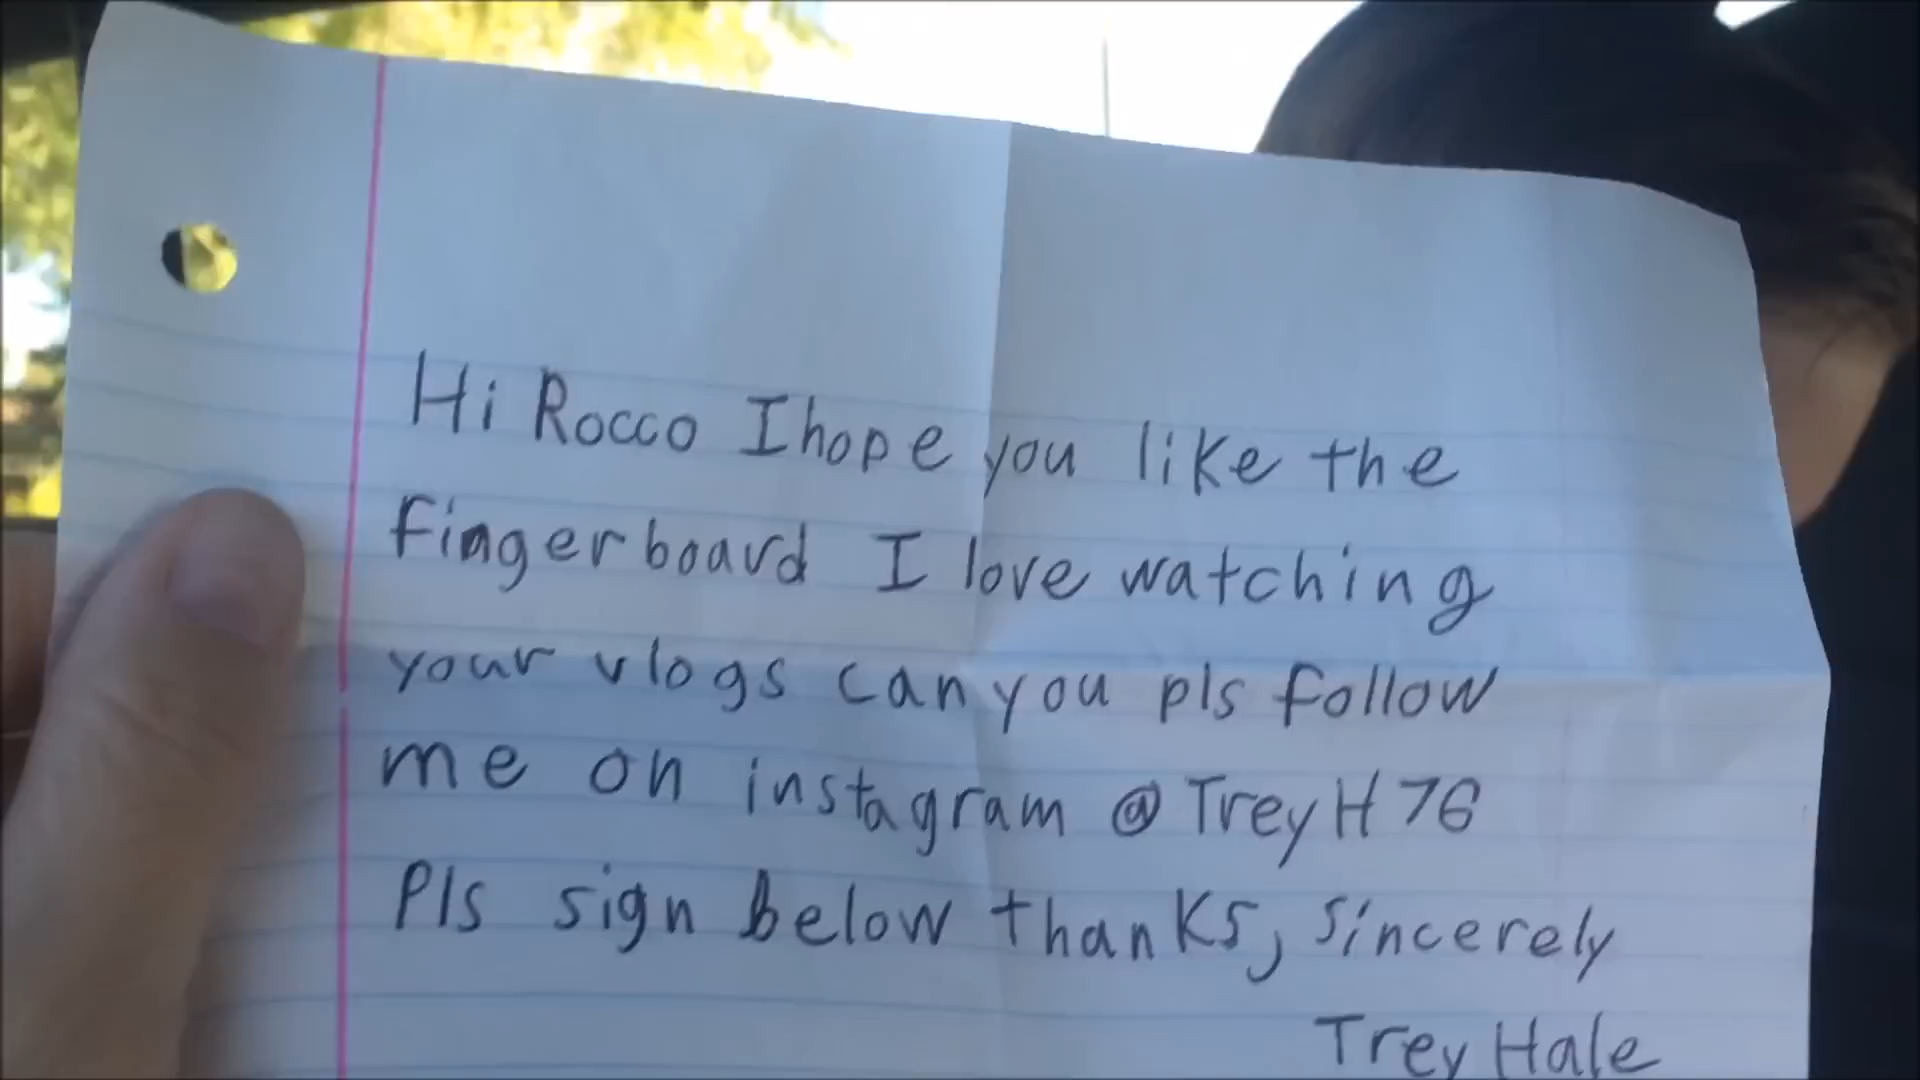 Hi Rocco I hope you like the
fingerboard I love watching
your vlogs can you pls follow
me on instagram @TreyH76
Pls sign below thanks, sincerely
Trey Hale